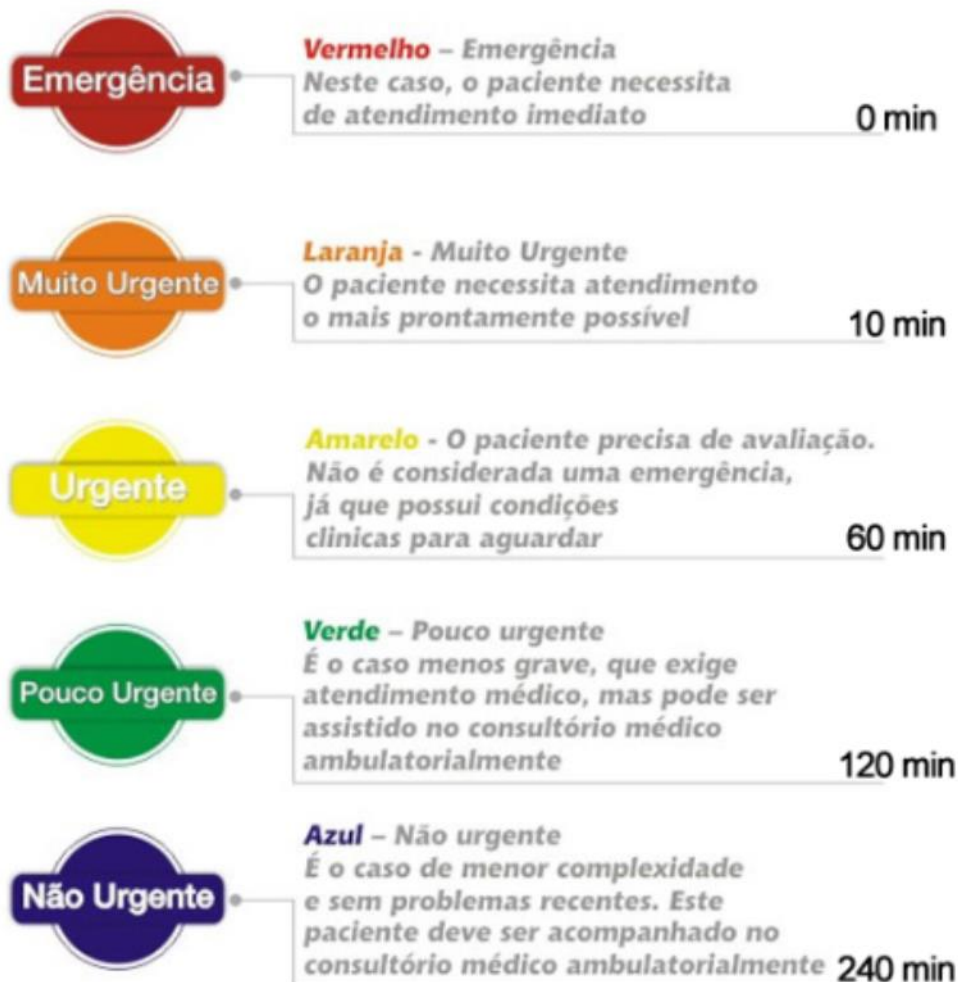 Emergência
Vermelho – Emergência
Neste caso, o paciente necessita
de atendimento imediato
0 min
Muito Urgente
Laranja - Muito Urgente
O paciente necessita atendimento
o mais prontamente possível
10 min
Urgente
Amarelo - O paciente precisa de avaliação.
Não é considerada uma emergência,
já que possui condições
clinicas para aguardar
60 min
Pouco Urgente
Verde – Pouco urgente
É o caso menos grave, que exige
atendimento médico, mas pode ser
assistido no consultório médico
ambulatorialmente
120 min
Não Urgente
Azul – Não urgente
É o caso de menor complexidade
e sem problemas recentes. Este
paciente deve ser acompanhado no
consultório médico ambulatorialmente
240 min